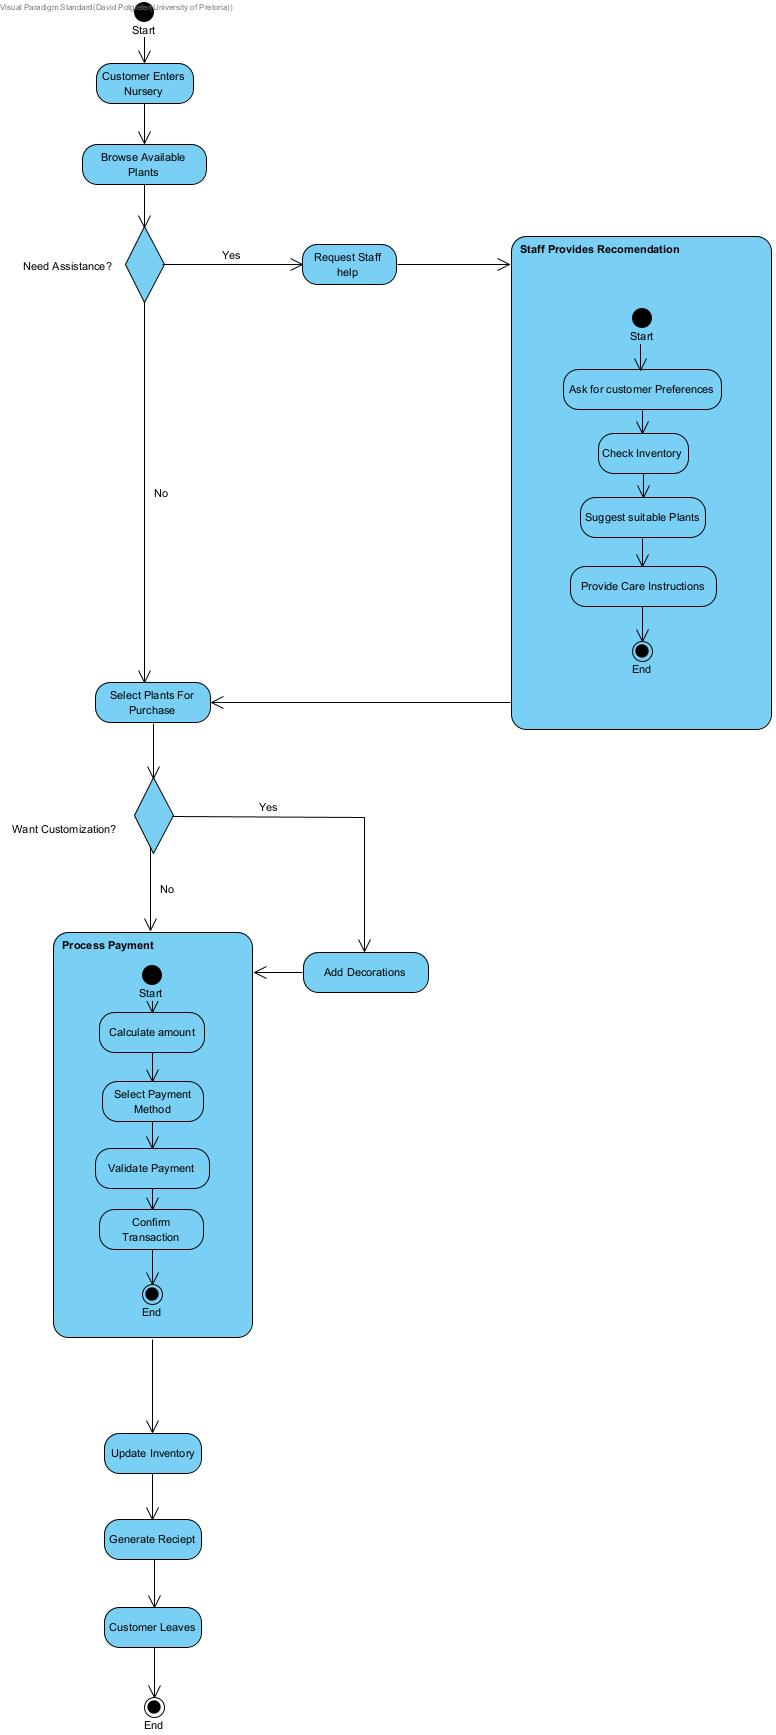 Visual Paradigm Standard(David Potgieter(University of Pretoria))
Start
Customer Enters
Nursery
Browse Available
Plants
Need Assistance?
Yes
Request Staff
help
Staff Provides Recomendation
Start
Ask for customer Preferences
Check Inventory
Suggest suitable Plants
Provide Care Instructions
End
No
Select Plants For
Purchase
Want Customization?
Yes
No
Add Decorations
Process Payment
Start
Calculate amount
Select Payment
Method
Validate Payment
Confirm
Transaction
End
Update Inventory
Generate Reciept
Customer Leaves
End